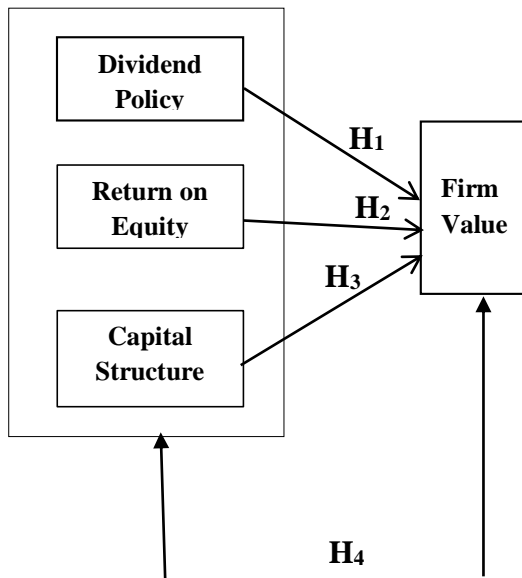 Dividend
Policy
H1
Return on
Equity
H2
Firm
Value
H3
Capital
Structure
H4